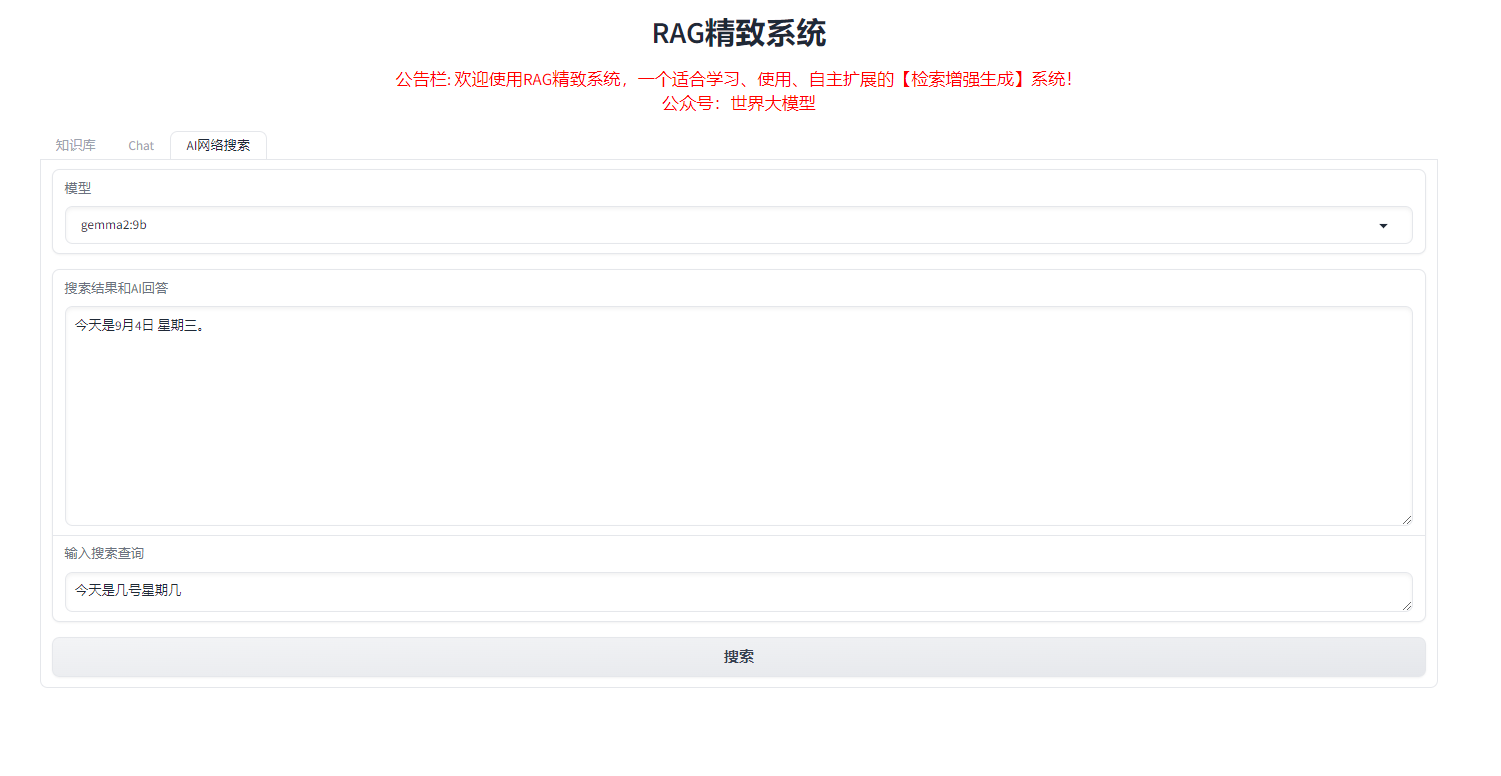 RAG精致系统
公告栏: 欢迎使用RAG精致系统，一个适合学习、使用、自主扩展的【检索增强生成】系统！
公众号：世界大模型
知识库 Chat AI网络搜索
模型
gemma2:9b
搜索结果和AI回答
今天是9月4日 星期三。
输入搜索查询
今天是几号星期几
搜索